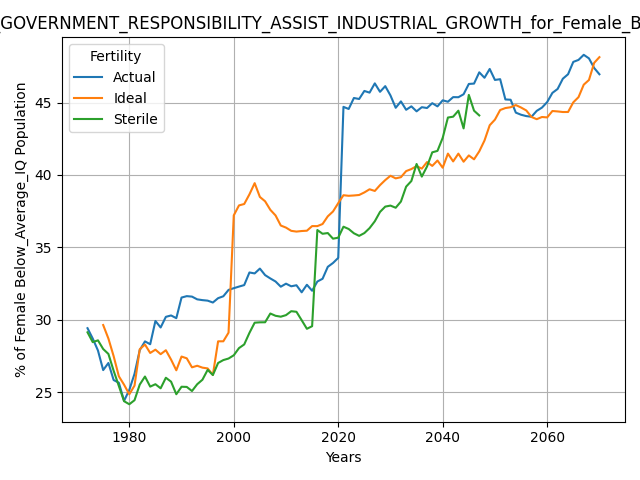 _GOVERNMENT_RESPONSIBILITY_ASSIST_INDUSTRIAL_GROWTH_for_Female_B
Fertility
Actual
Ideal
Sterile
% of Female Below_Average_IQ Population
45
40
35
30
25
1980 2000 2020 2040 2060
Years